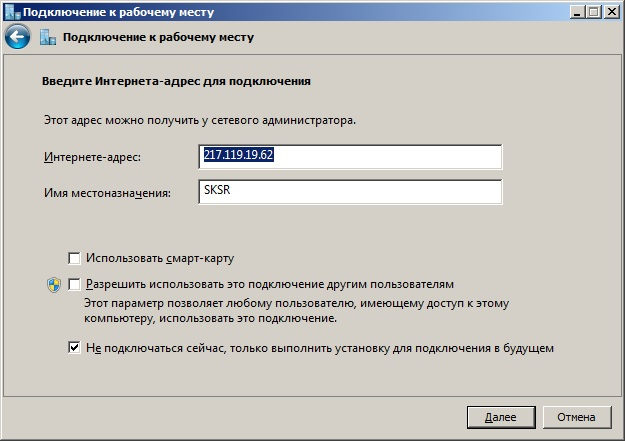 Подключение к рабочему месту
Подключение к рабочему месту
Введите Интернета-адрес для подключения
Этот адрес можно получить у сетевого администратора.
Интернете-адрес:
217.119.19.62
Имя местоназначения:
SKSR
Использовать смарт-карту
Разрешить использовать это подключение другим пользователям
Этот параметр позволяет любому пользователю, имеющему доступ к этому
компьютеру, использовать это подключение.
Не подключаться сейчас, только выполнить установку для подключения в будущем
Далее
Отмена